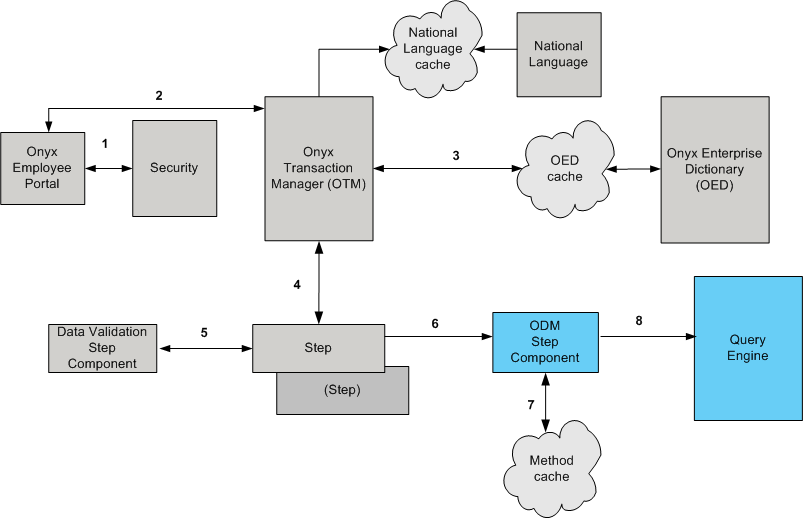 National
Language
cache
National
Language
2
1
Onyx
Employee
Portal
Security
Onyx
Transaction
Manager (OTM)
3
OED
cache
Onyx Enterprise
Dictionary
(OED)
4
Data Validation
Step
Component
5
Step
(Step)
6
ODM
Step
Component
8
Query
Engine
7
Method
cache